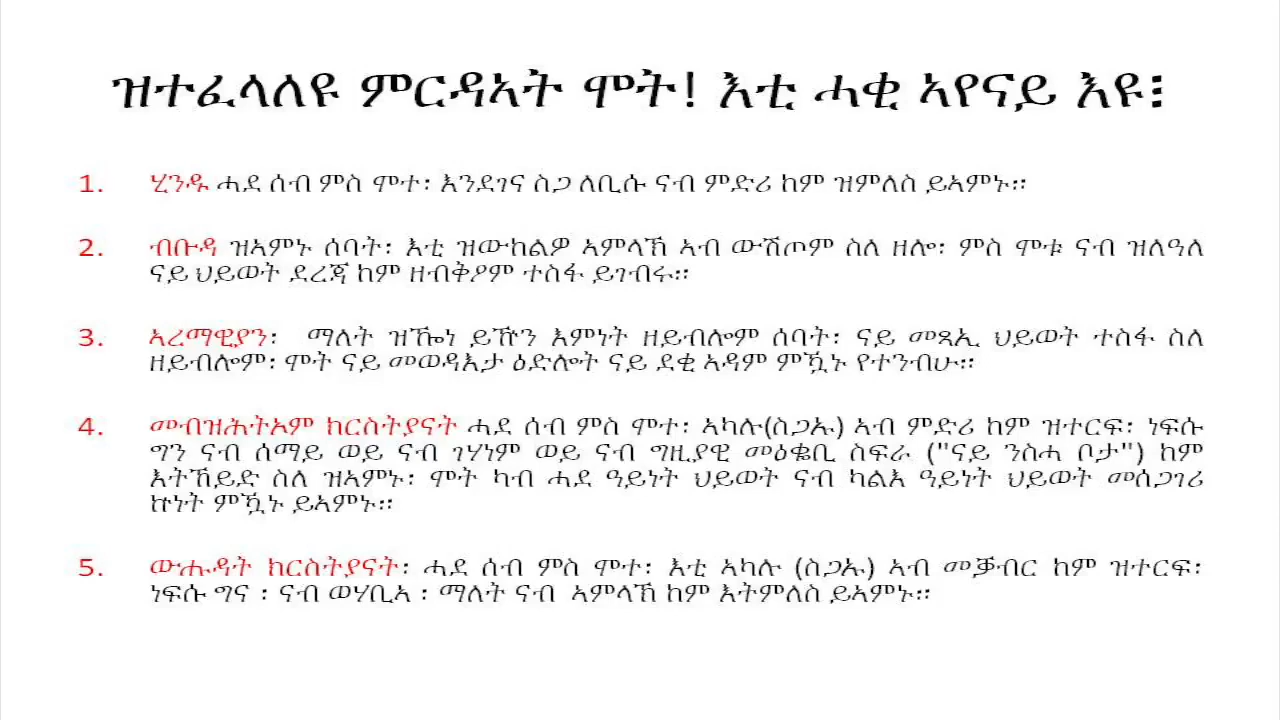 ዝተፈላለዩ ምርዳኣት ሞት! እቲ ሓቂ ኣየናይ እዩ፧
1. ሂንዱ ሓደ ሰብ ምስ ሞተ፡ እንደገና ስጋ ለቢሱ ናብ ምድሪ ከም ዝምለስ ይኣምኑ።
2. ብቡዳ ዝኣምኑ ሰባት፡ እቲ ዝውከልዎ ኣምላኽ ኣብ ውሽጦም ስለ ዘሎ፡ ምስ ሞቱ ናብ ዝለዓለ
ናይ ህይወት ደረጃ ከም ዘብቅዖም ተስፋ ይገብሩ።
3. ኣረማዊያን፡ ማለት ዝዀነ ይዅን እምነት ዘይብሎም ሰባት፡ ናይ መጻኢ ህይወት ተስፋ ስለ
ዘይብሎም፡ ሞት ናይ መወዳእታ ዕድሎት ናይ ደቂ ኣዳም ምዃኑ የተንብሁ።
4. መብዝሕትኦም ክርስትያናት ሓደ ሰብ ምስ ሞተ፡ ኣካሉ(ስጋኡ) ኣብ ምድሪ ከም ዝተርፍ፡ ነፍሱ
ግን ናብ ሰማይ ወይ ናብ ገሃነም ወይ ናብ ግዚያዊ መዕቈቢ ስፍራ ("ናይ ንስሓ ቦታ") ከም
እትኸይድ ስለ ዝኣምኑ፡ ሞት ካብ ሓደ ዓይነት ህይወት ናብ ካልእ ዓይነት ህይወት መሰጋገሪ
ኩነት ምዃኑ ይኣምኑ።
5. ውሑዳት ክርስትያናት፡ ሓደ ሰብ ምስ ሞተ፡ እቲ ኣካሉ (ስጋኡ) ኣብ መቓብር ከም ዝተርፍ፡
ነፍሱ ግና ፡ ናብ ወሃቢኣ ፡ ማለት ናብ ኣምላኽ ከም እትምለስ ይኣምኑ።